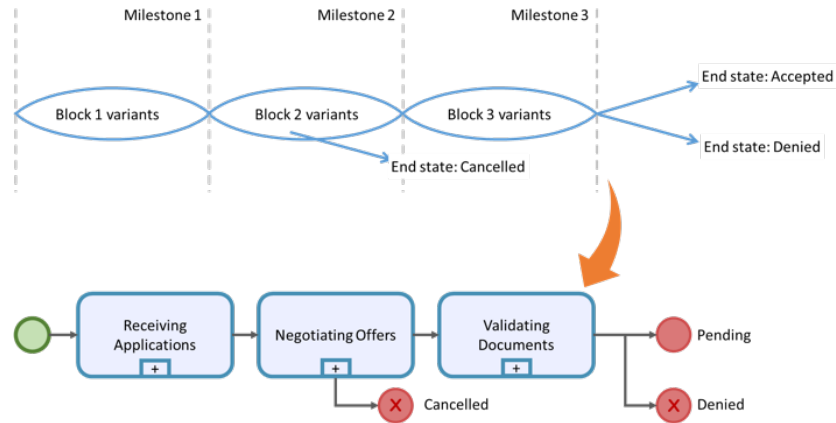 Milestone 1
Milestone 2
Milestone 3
Block 1 variants
Block 2 variants
Block 3 variants
End state: Accepted
End state: Denied
End state: Cancelled
Receiving
Applications
+
Negotiating Offers
+
Validating
Documents
+
Pending
X
Cancelled
X
Denied